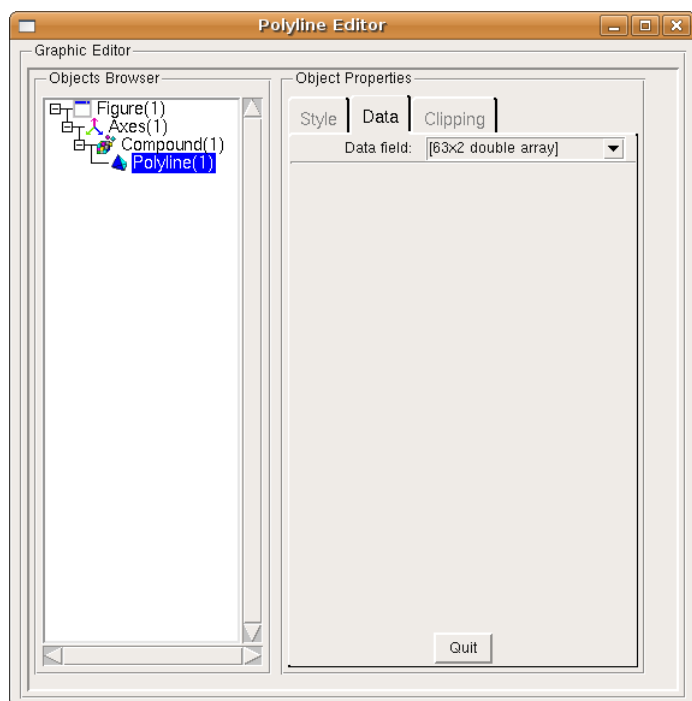 Polyline Editor
Graphic Editor
Objects Browser
Figure(1)
Axes(1)
Compound(1)
Polyline(1)
Object Properties
Style Data Clipping
Data field: [63x2 double array]
Quit